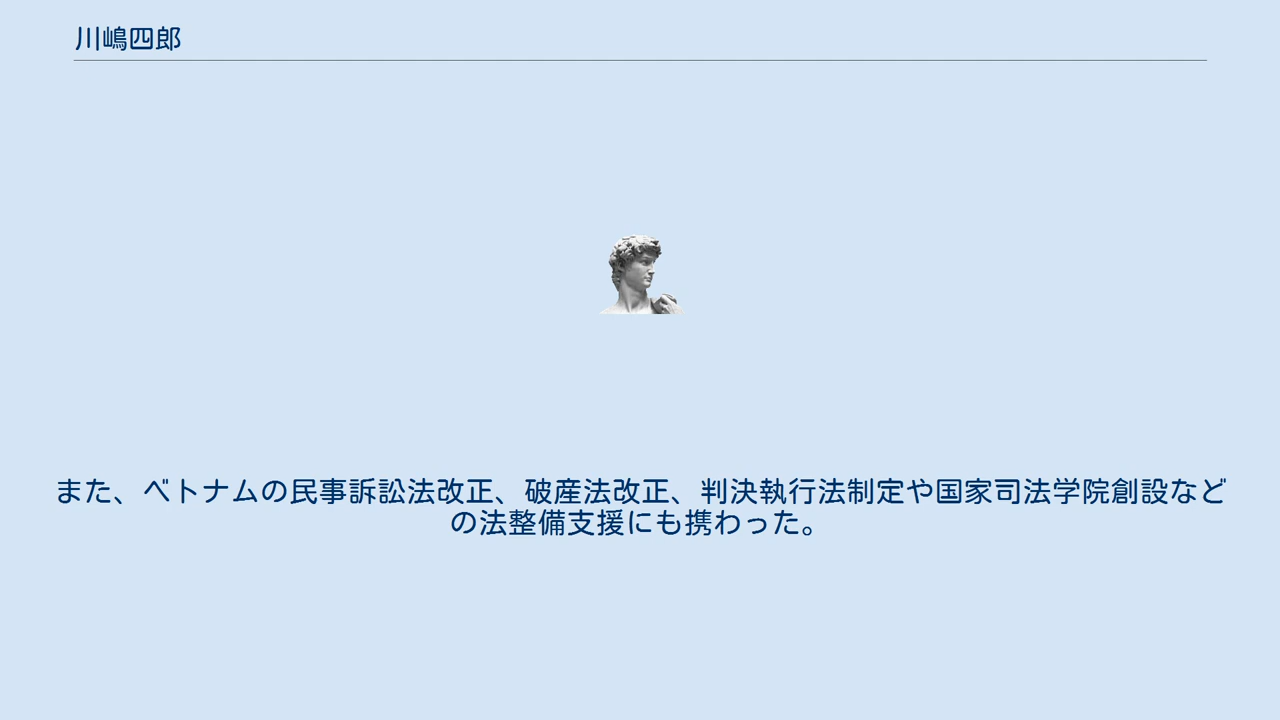 川嶋四郎
また、ベトナムの民事訴訟法改正、破産法改正、判決執行法制定や国家司法学院創設など
の法整備支援にも携わった。